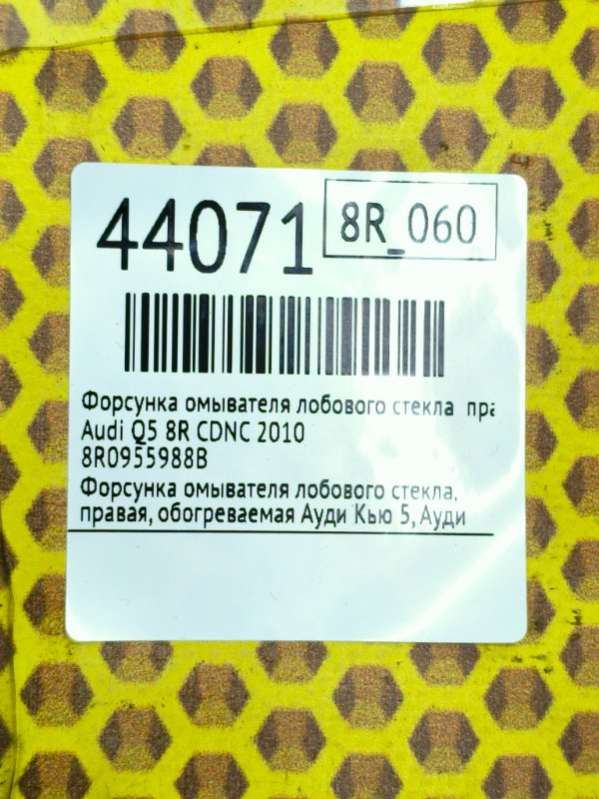 44071
8R_060
Форсунка омывателя лобового стекла пра
Audi Q5 8R CDNC 2010
8R0955988B
Форсунка омывателя лобового стекла,
правая, обогреваемая Ауди Кью 5, Ауди